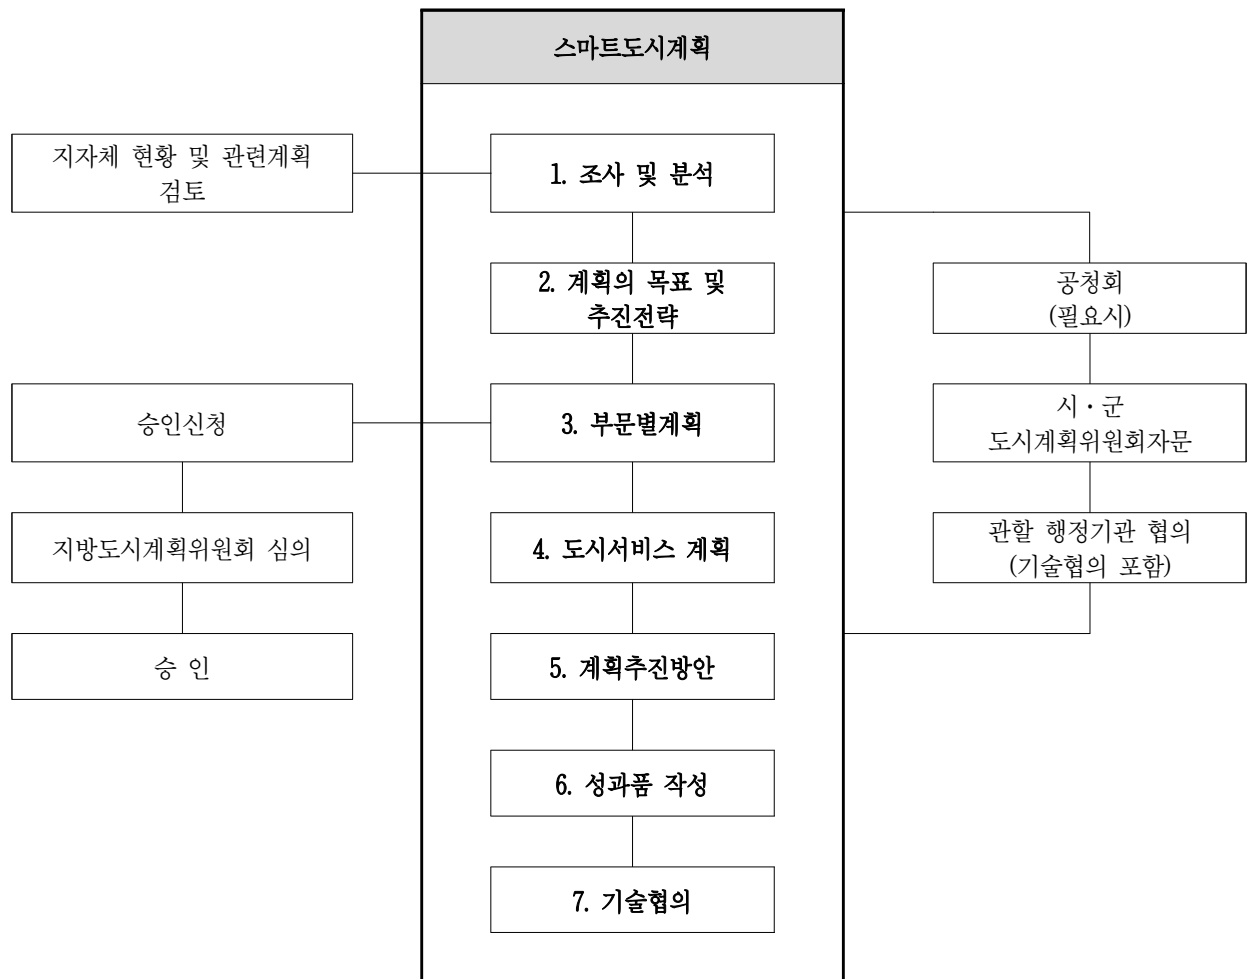 스마트도시계획
지자체 현황 및 관련계획
검토
1. 조사 및 분석
2. 계획의 목표 및
추진전략
공청회
(필요시)
승인신청
3. 부문별계획
시·군
도시계획위원회자문
지방도시계획위원회 심의
4. 도시서비스 계획
관할 행정기관 협의
(기술협의 포함)
승 인
5. 계획추진방안
6. 성과품 작성
7. 기술협의